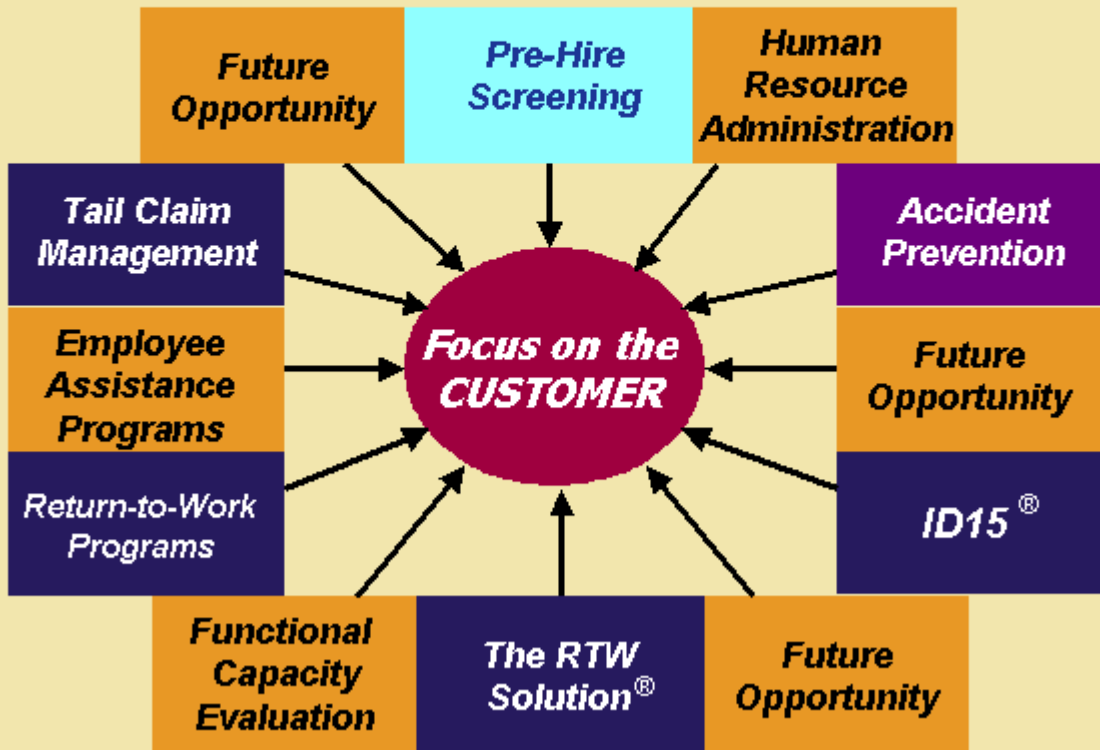 Future
Opportunity
Pre-Hire
Screening
Human
Resource
Administration
Tail Claim
Management
Accident
Prevention
Focus on the
CUSTOMER
Employee
Assistance
Programs
Future
Opportunity
Return-to-Work
Programs
ID15 ®
Functional
Capacity
Evaluation
The RTW
Solution®
Future
Opportunity